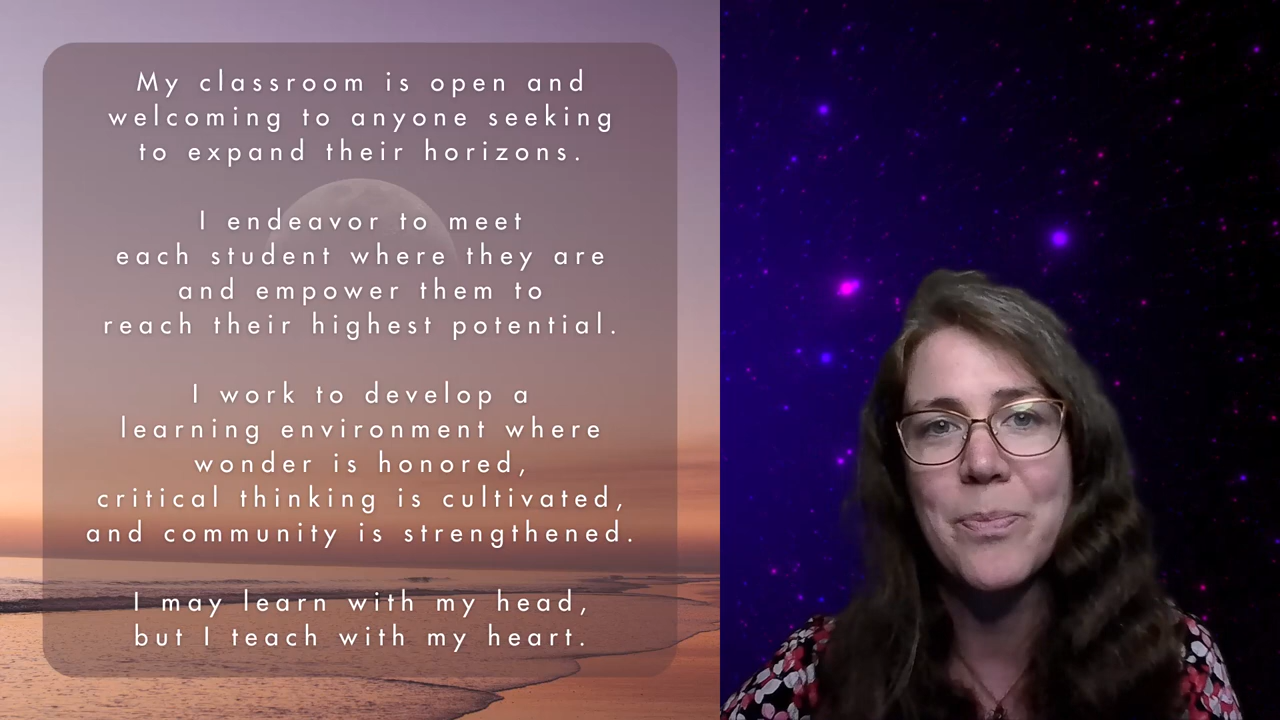 My classroom is open and
welcoming to anyone seeking
to expand their horizons.
I endeavor to meet
each student where they are
and empower them to
reach their highest potential.
I work to develop a
learning environment where
wonder is honored,
critical thinking is cultivated,
and community is strengthened.
I may learn with my head,
but I teach with my heart.